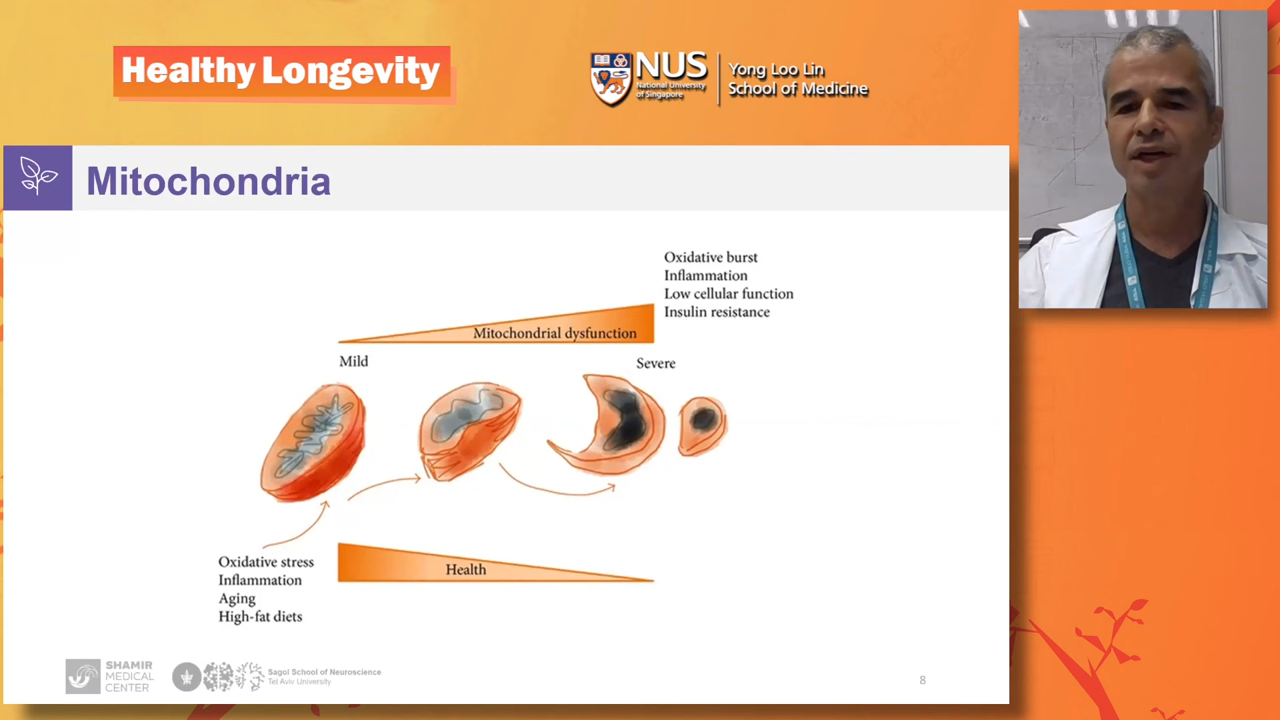 Healthy Longevity
NUS
National University
of Singapore
Yong Loo Lin
School of Medicine
Mitochondria
Oxidative burst
Inflammation
Low cellular function
Insulin resistance
Mitochondrial dysfunction
Mild
Severe
Oxidative stress
Inflammation
Aging
High-fat diets
Health
SHAMIR
MEDICAL
CENTER
Sagol School of Neuroscience
Tel Aviv University
8